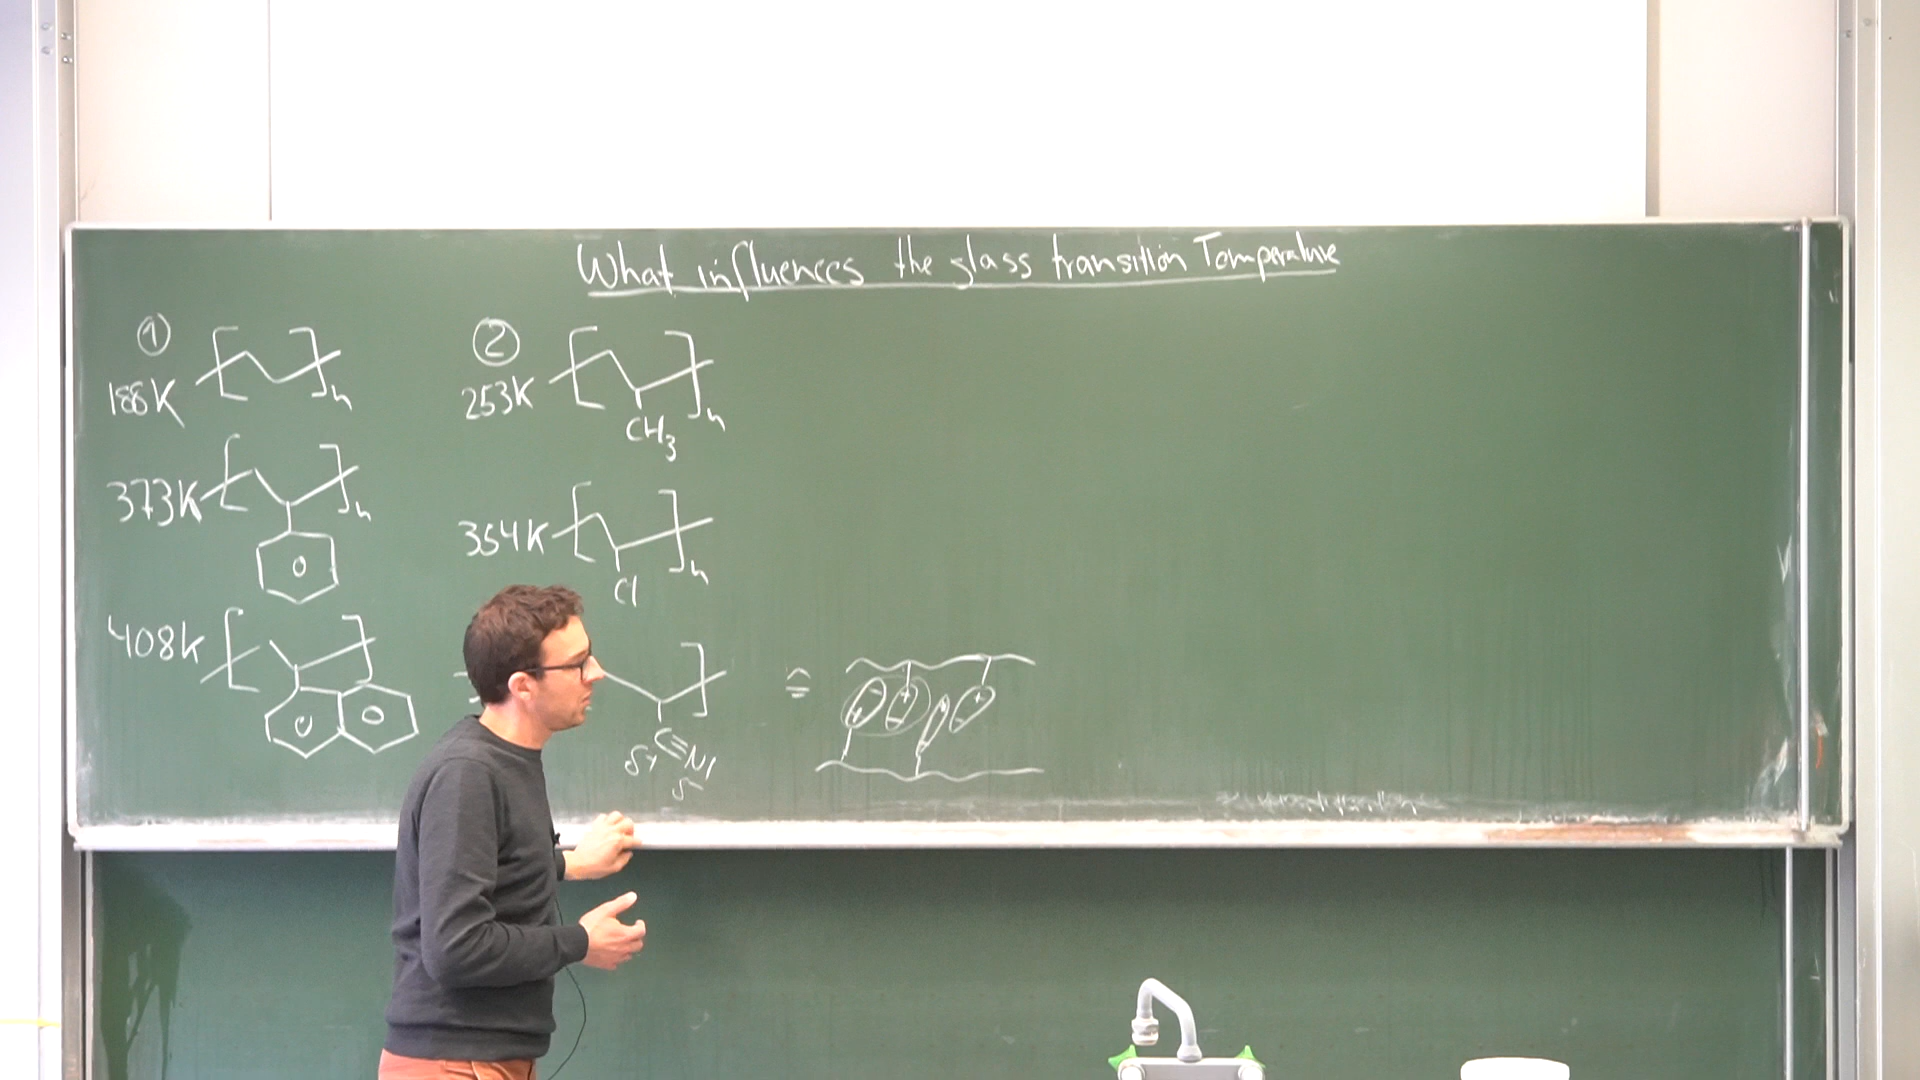 What influences the glass transition Temperature
①
188K
n
373K
n
408K
②
253K
n
CH3
354K
n
Cl
C≡N
δ+
δ-
≙
- + + +
+ - -